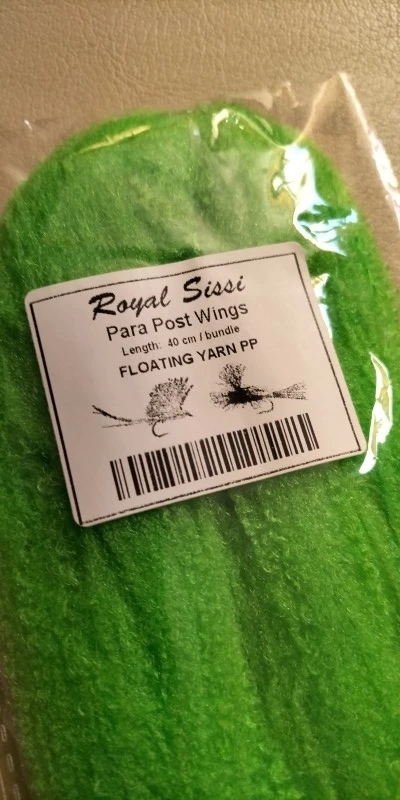 Royal Sissi
Para Post Wings
Length: 40 cm / bundle
FLOATING YARN PP